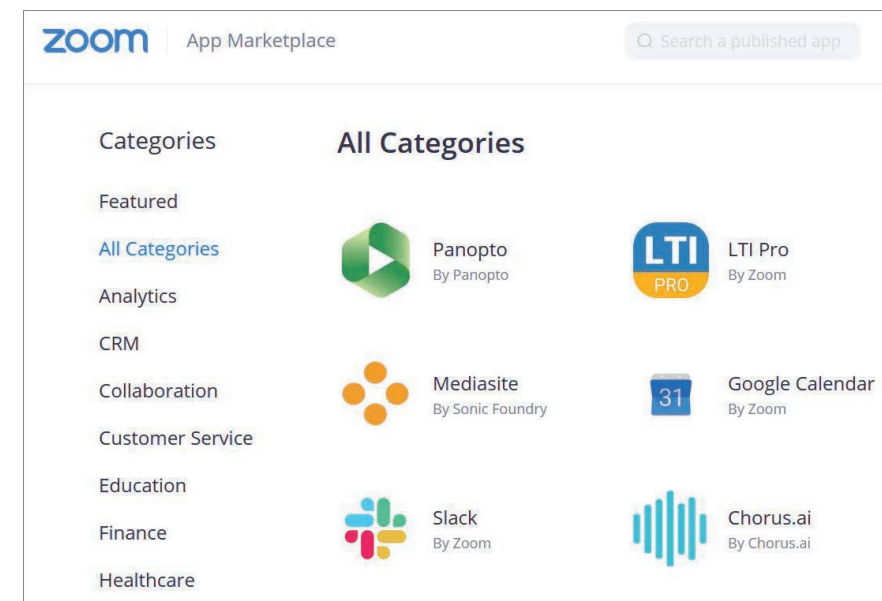 zoom App Marketplace
Search a published app
Categories
Featured
All Categories
Analytics
CRM
Collaboration
Customer Service
Education
Finance
Healthcare
All Categories
Panopto
By Panopto
LTI
PRO
LTI Pro
By Zoom
Mediasite
By Sonic Foundry
31
Google Calendar
By Zoom
Slack
By Zoom
Chorus.ai
By Chorus.ai